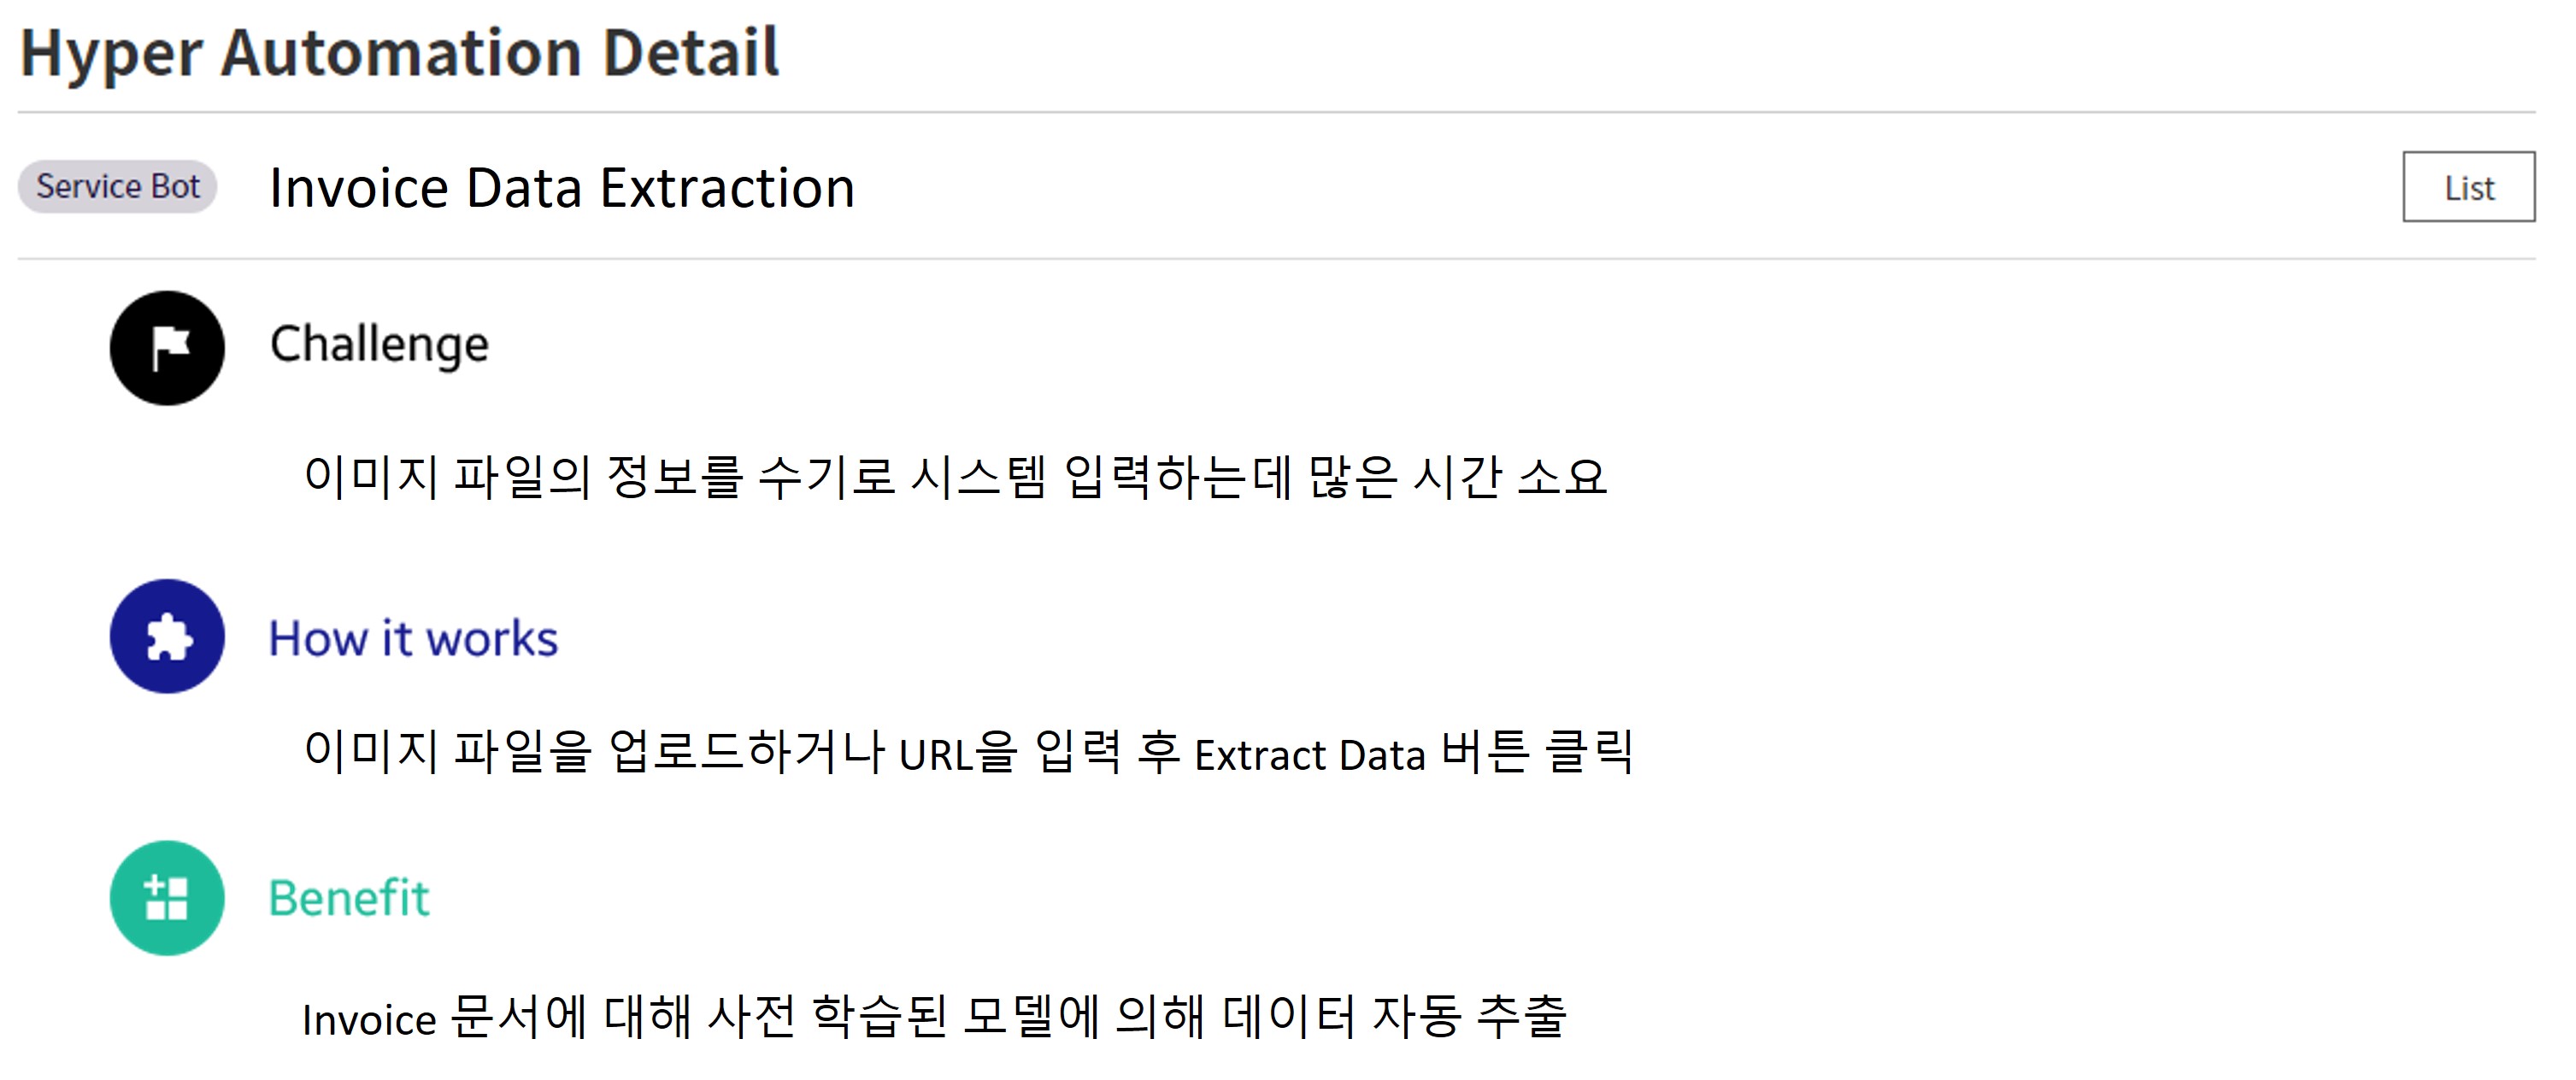 Hyper Automation Detail
Service Bot Invoice Data Extraction List
Challenge
이미지 파일의 정보를 수기로 시스템 입력하는데 많은 시간 소요
How it works
이미지 파일을 업로드하거나 URL을 입력 후 Extract Data 버튼 클릭
Benefit
Invoice 문서에 대해 사전 학습된 모델에 의해 데이터 자동 추출